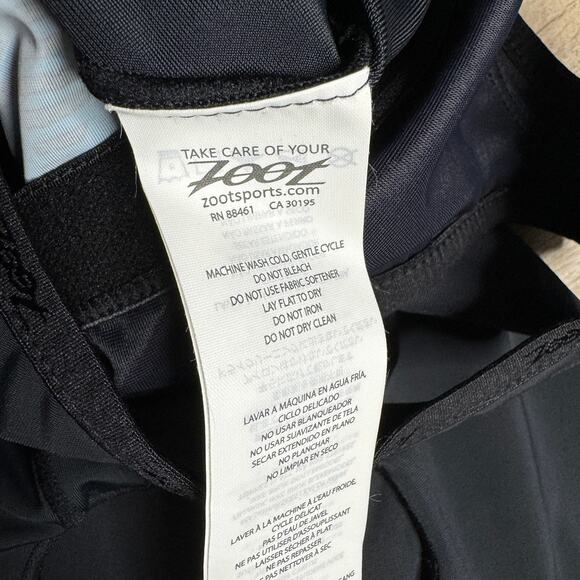 TAKE CARE OF YOUR
ZOOT
zootsports.com
RN 88461 CA 30195
MACHINE WASH COLD, GENTLE CYCLE
DO NOT BLEACH
DO NOT USE FABRIC SOFTENER
LAY FLAT TO DRY
DO NOT IRON
DO NOT DRY CLEAN
LAVAR A MÁQUINA EN AGUA FRÍA,
CICLO DELICADO
NO USAR BLANQUEADOR
NO USAR SUAVIZANTE DE TELA
SECAR EXTENDIDO EN PLANO
NO PLANCHAR
NO LIMPIAR EN SECO
LAVER À LA MACHINE À L'EAU FROIDE,
CYCLE DÉLICAT
PAS D'EAU DE JAVEL
NE PAS UTILISER D'ASSOUPLISSANT
LAISSER SÉCHER À PLAT
NE PAS REPASSER
NE PAS NETTOYER À SEC